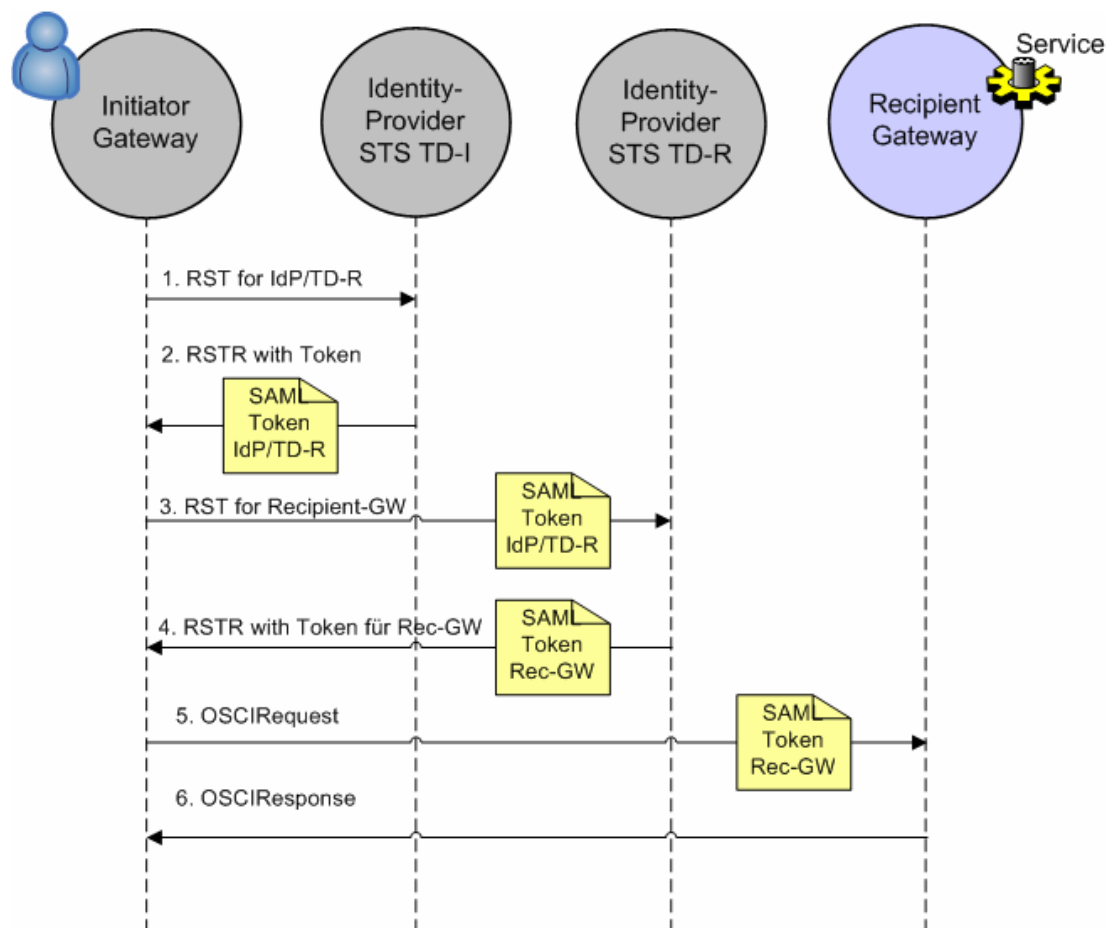 Service
Initiator
Gateway
Identity-
Provider
STS TD-I
Identity-
Provider
STS TD-R
Recipient
Gateway
1. RST for IdP/TD-R
2. RSTR with Token
SAML
Token
IdP/TD-R
3. RST for Recipient-GW
SAML
Token
IdP/TD-R
4. RSTR with Token für Rec-GW
SAML
Token
Rec-GW
5. OSCIRequest
SAML
Token
Rec-GW
6. OSCIResponse